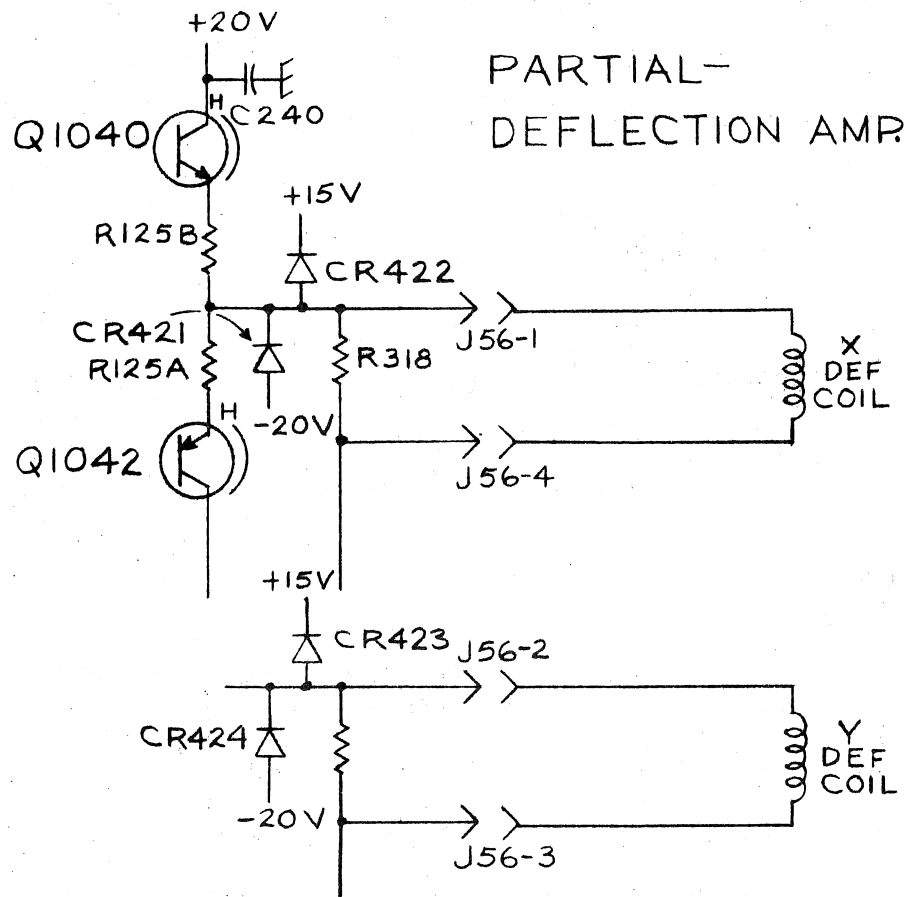 +20V
PARTIAL-
DEFLECTION AMP.
H
C240
Q1040
+15V
R125B
CR422
CR421
J56-1
R125A
R318
X
DEF
COIL
H
-20V
Q1042
J56-4
+15V
CR423
J56-2
CR424
Y
DEF
COIL
-20V
J56-3